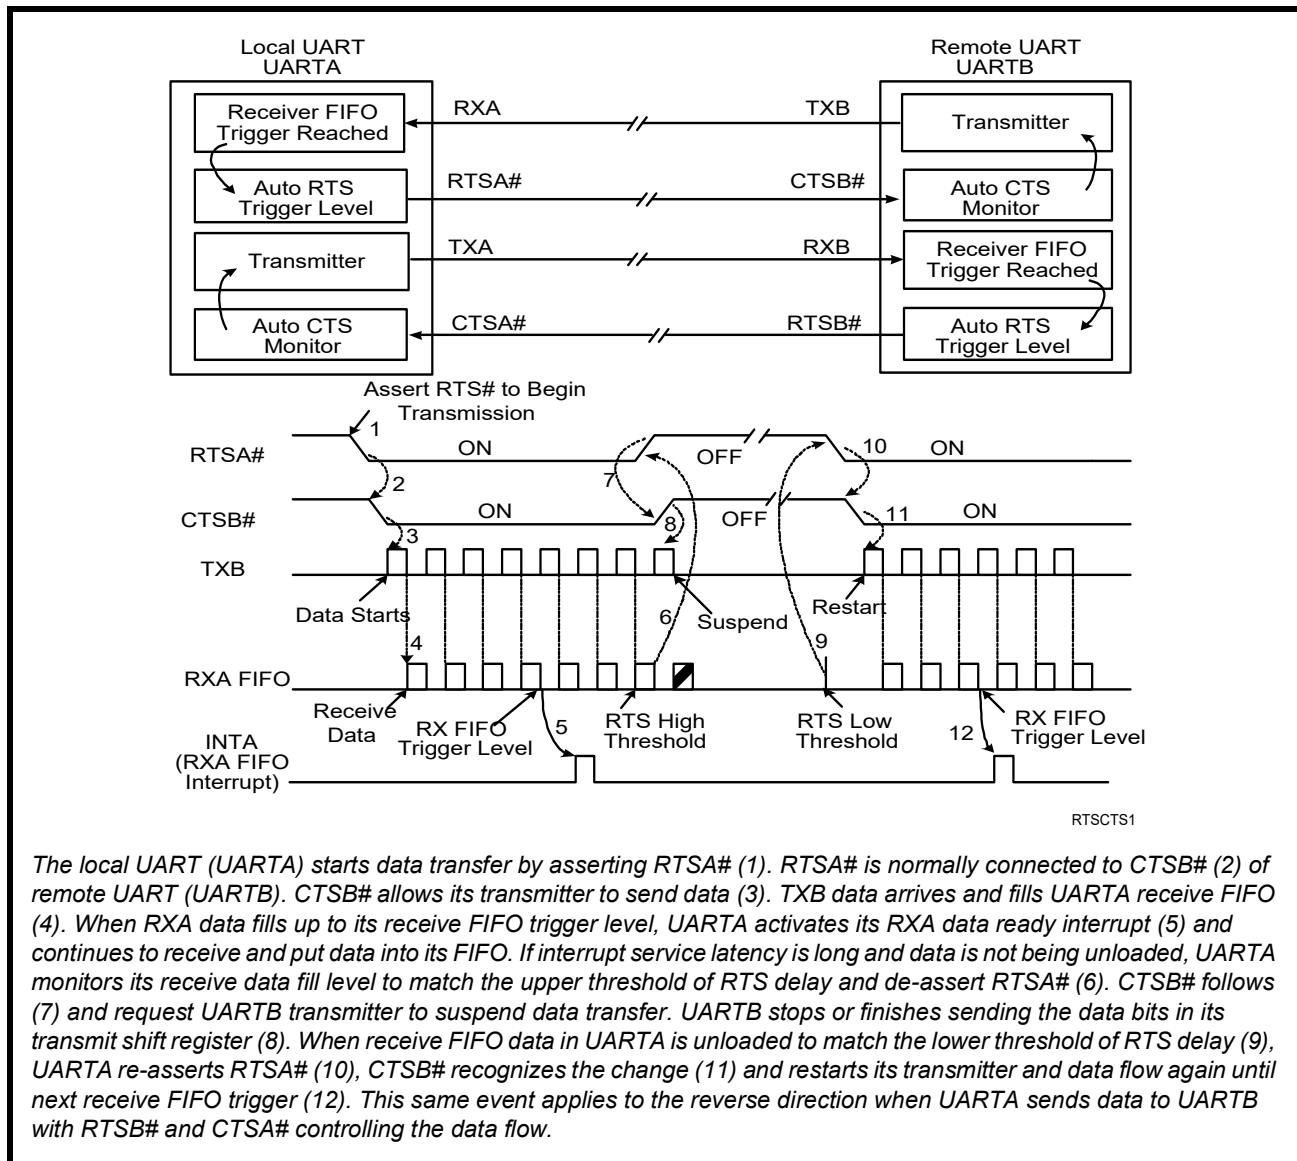 Local UART
UARTA
Remote UART
UARTB
Receiver FIFO
Trigger Reached
RXA
TXB
Transmitter
Auto RTS
Trigger Level
RTSA#
CTSB#
Auto CTS
Monitor
Transmitter
TXA
RXB
Receiver FIFO
Trigger Reached
Auto CTS
Monitor
CTSA#
RTSB#
Auto RTS
Trigger Level
Assert RTS# to Begin
Transmission
RTSA#
1
ON
OFF
10
ON
2
7
CTSB#
ON
OFF
11
ON
3
8
TXB
Data Starts
Suspend
Restart
4
6
9
RXA FIFO
Receive
Data
RX FIFO
Trigger Level
5
RTS High
Threshold
RTS Low
Threshold
12
RX FIFO
Trigger Level
INTA
(RXA FIFO
Interrupt)
RTSCTS1
The local UART (UARTA) starts data transfer by asserting RTSA# (1). RTSA# is normally connected to CTSB# (2) of
remote UART (UARTB). CTSB# allows its transmitter to send data (3). TXB data arrives and fills UARTA receive FIFO
(4). When RXA data fills up to its receive FIFO trigger level, UARTA activates its RXA data ready interrupt (5) and
continues to receive and put data into its FIFO. If interrupt service latency is long and data is not being unloaded, UARTA
monitors its receive data fill level to match the upper threshold of RTS delay and de-assert RTSA# (6). CTSB# follows
(7) and request UARTB transmitter to suspend data transfer. UARTB stops or finishes sending the data bits in its
transmit shift register (8). When receive FIFO data in UARTA is unloaded to match the lower threshold of RTS delay (9),
UARTA re-asserts RTSA# (10), CTSB# recognizes the change (11) and restarts its transmitter and data flow again until
next receive FIFO trigger (12). This same event applies to the reverse direction when UARTA sends data to UARTB
with RTSB# and CTSA# controlling the data flow.